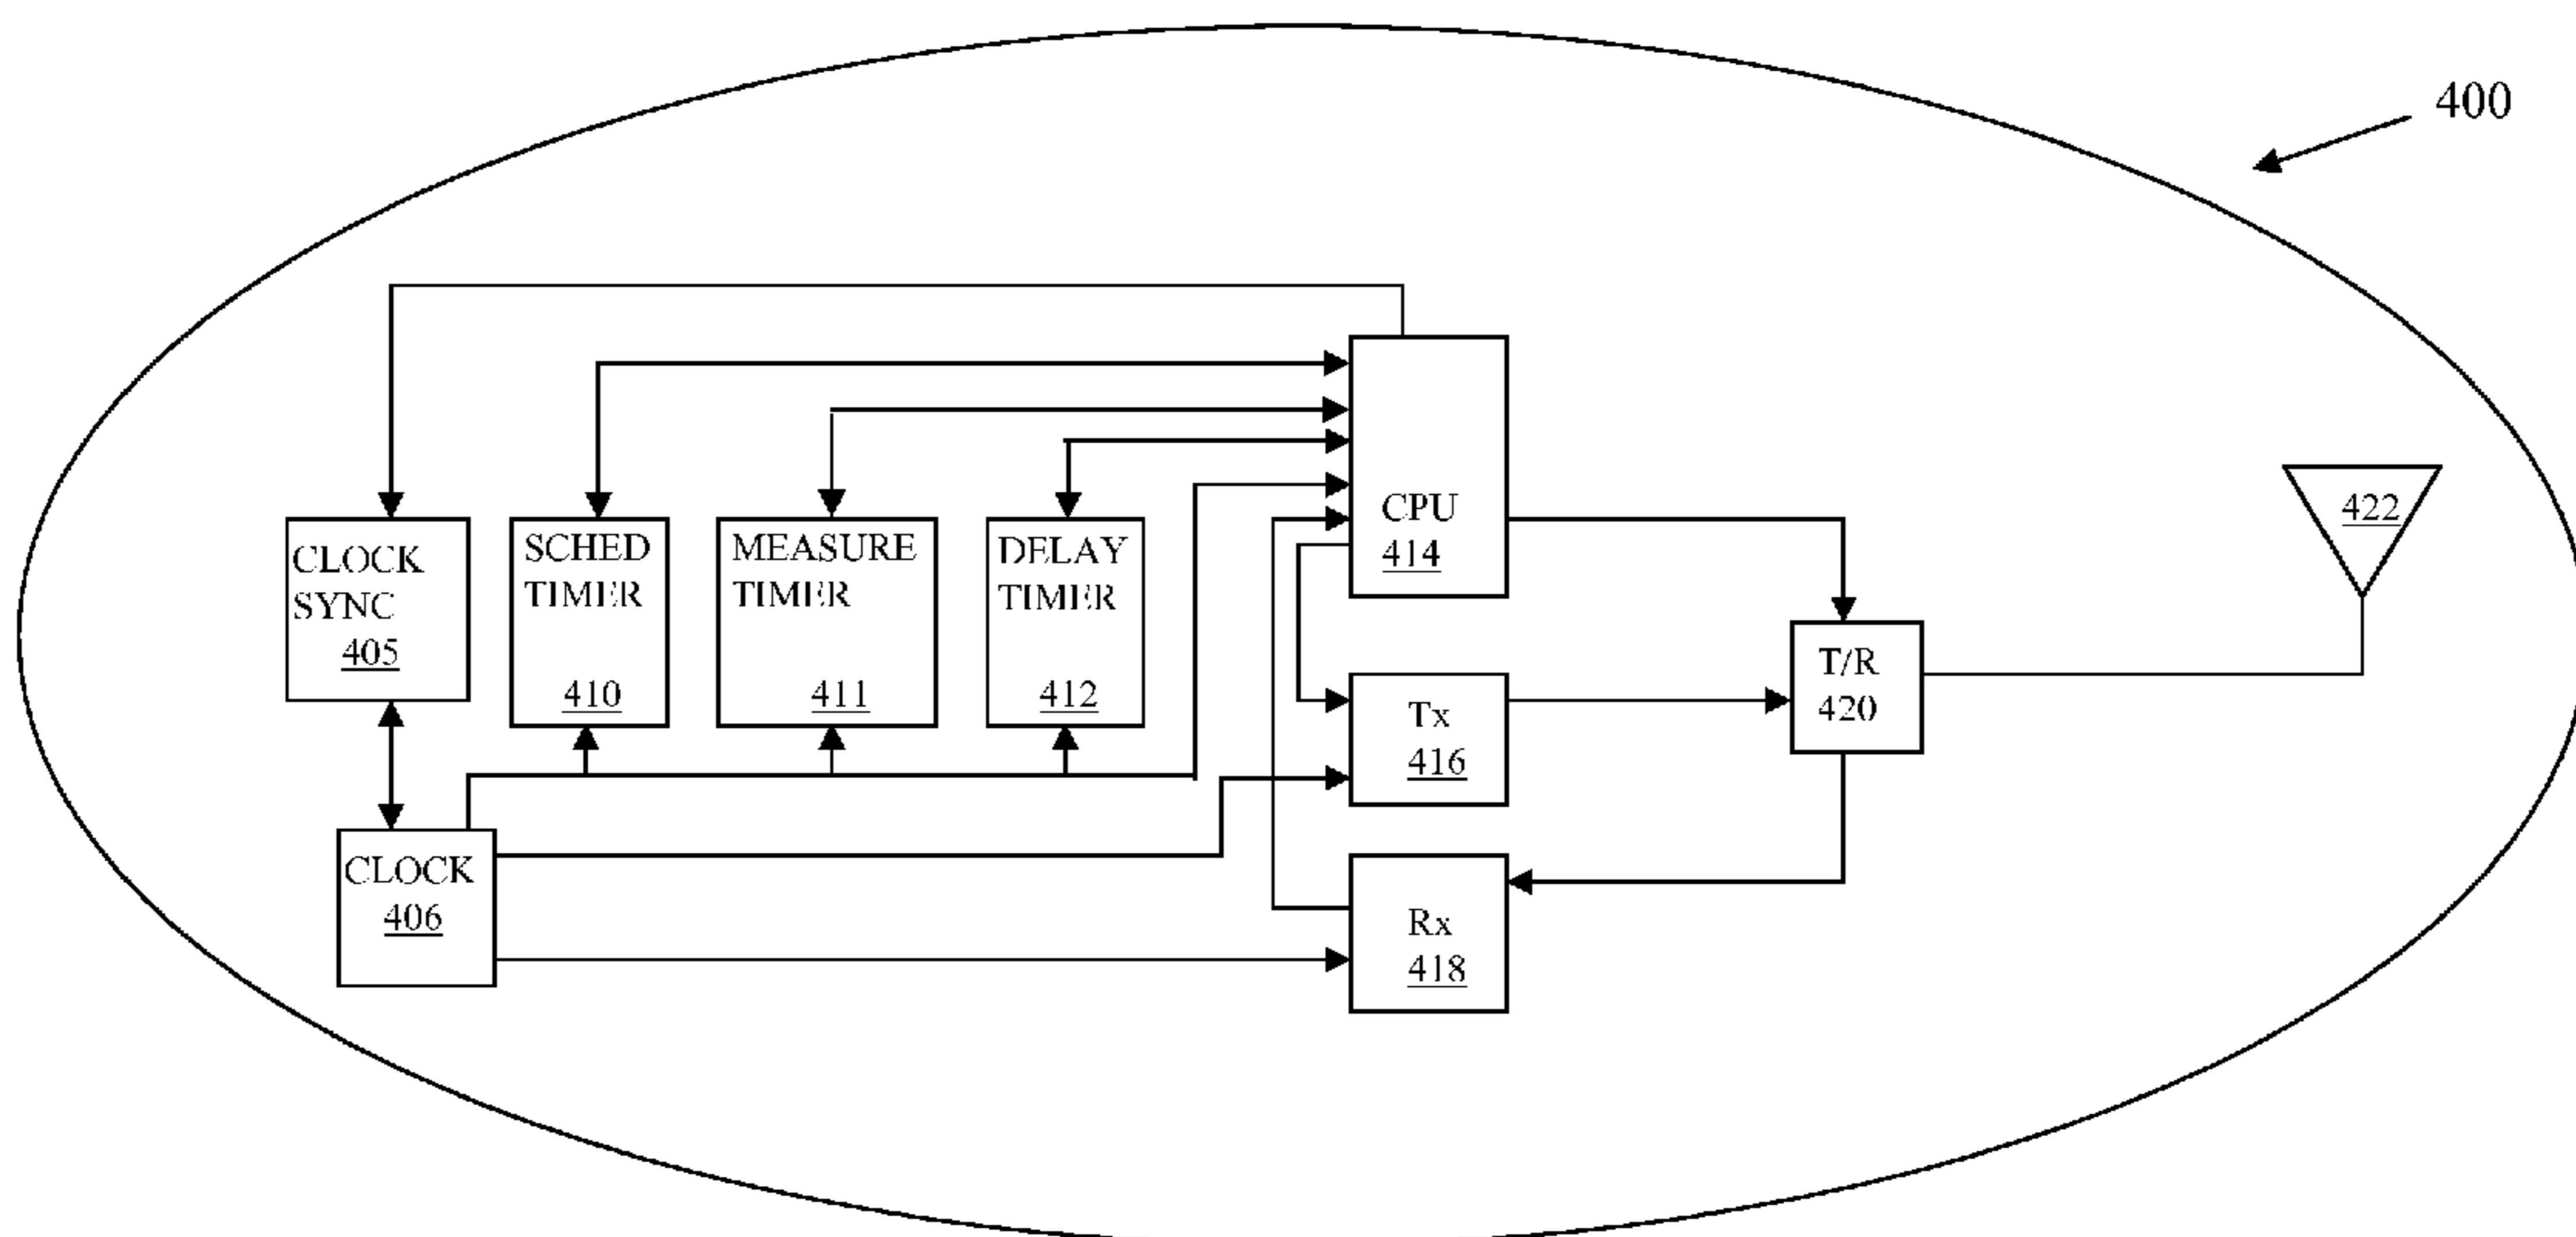 400
CLOCK
SYNC
405
SCHED
TIMER
410
MEASURE
TIMER
411
DELAY
TIMER
412
CPU
414
422
T/R
420
Tx
416
CLOCK
406
Rx
418